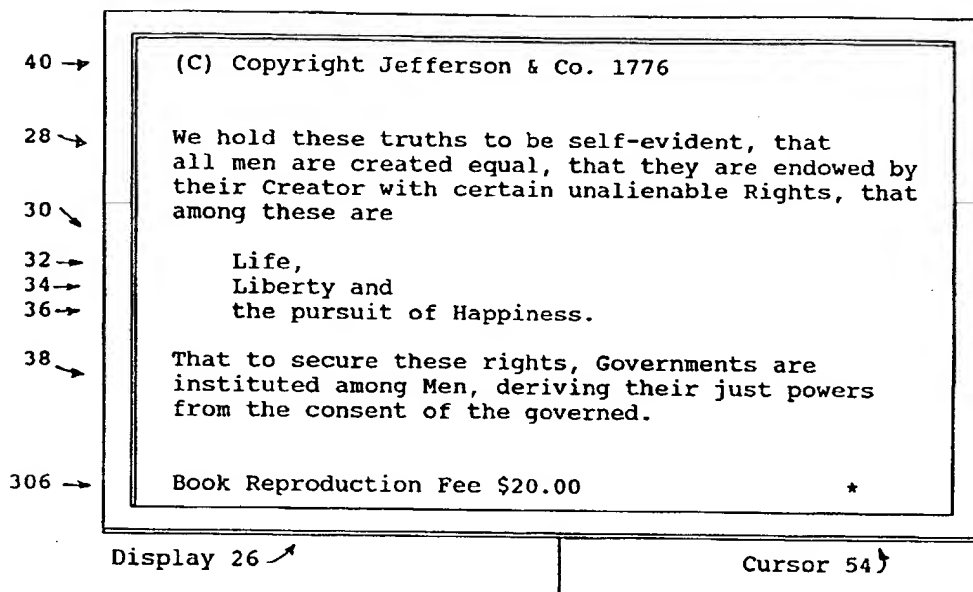 40 (C) Copyright Jefferson & Co. 1776
28 We hold these truths to be self-evident, that
all men are created equal, that they are endowed by
their Creator with certain unalienable Rights, that
30 among these are
32 Life,
34 Liberty and
36 the pursuit of Happiness.
38 That to secure these rights, Governments are
instituted among Men, deriving their just powers
from the consent of the governed.
306 Book Reproduction Fee $20.00 *
Display 26 Cursor 54